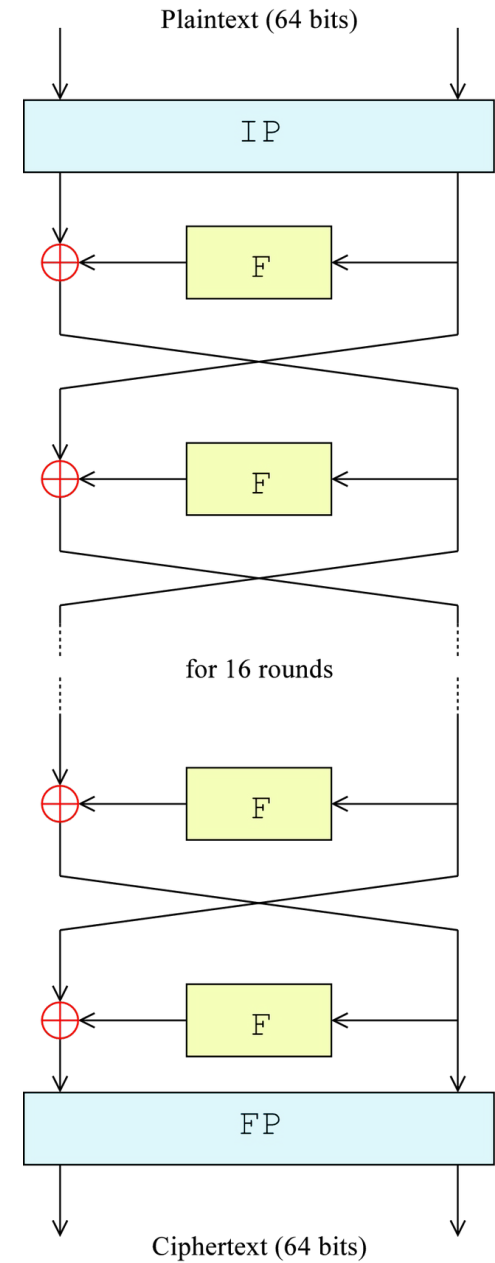 Plaintext (64 bits)
IP
F
F
for 16 rounds
F
F
FP
Ciphertext (64 bits)